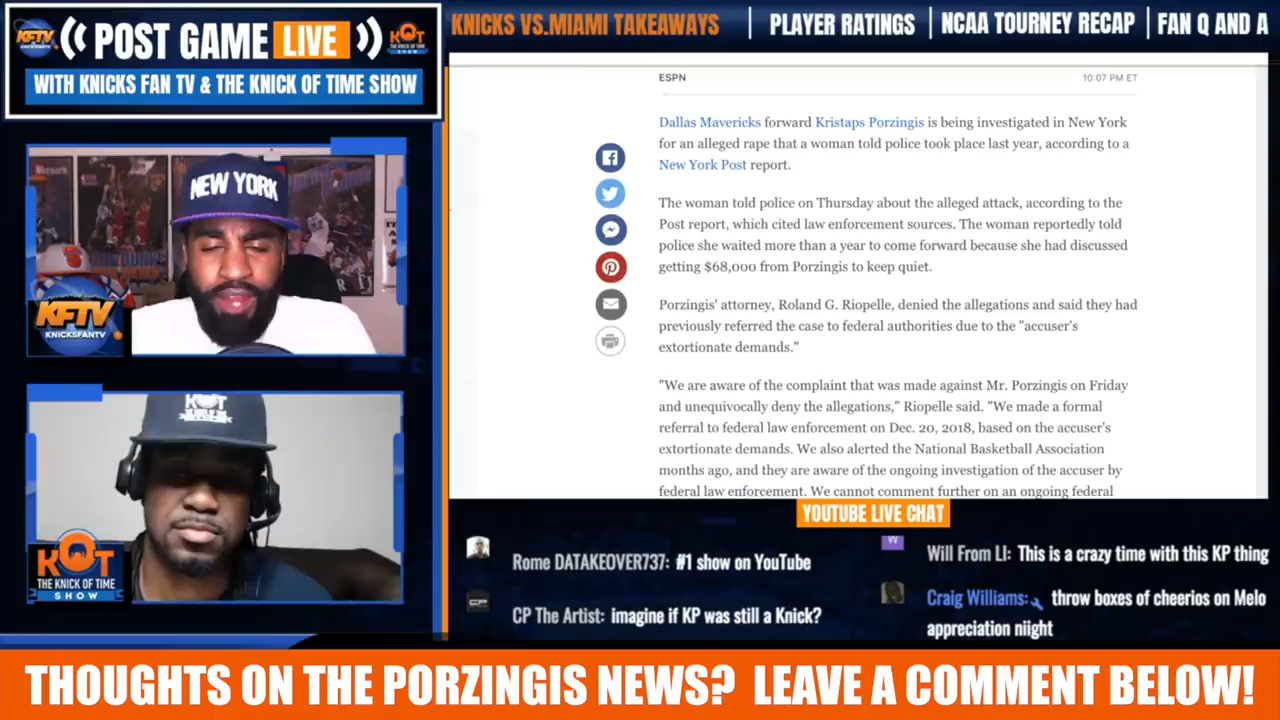 KFTV
POST GAME LIVE
KOT
THE KNICK OF TIME
SHOW
WITH KNICKS FAN TV & THE KNICK OF TIME SHOW
KNICKS VS.MIAMI TAKEAWAYS
PLAYER RATINGS
NCAA TOURNEY RECAP
FAN Q AND A
NEW YORK
KFTV
KNICKSFANTV
KOT
KOT
THE KNICK OF TIME
SHOW
ESPN
10:07 PM ET
Dallas Mavericks forward Kristaps Porzingis is being investigated in New York
for an alleged rape that a woman told police took place last year, according to a
New York Post report.
The woman told police on Thursday about the alleged attack, according to the
Post report, which cited law enforcement sources. The woman reportedly told
police she waited more than a year to come forward because she had discussed
getting $68,000 from Porzingis to keep quiet.
Porzingis' attorney, Roland G. Riopelle, denied the allegations and said they had
previously referred the case to federal authorities due to the "accuser's
extortionate demands."
"We are aware of the complaint that was made against Mr. Porzingis on Friday
and unequivocally deny the allegations," Riopelle said. "We made a formal
referral to federal law enforcement on Dec. 20, 2018, based on the accuser's
extortionate demands. We also alerted the National Basketball Association
months ago, and they are aware of the ongoing investigation of the accuser by
federal law enforcement. We cannot comment further on an ongoing federal
YOUTUBE LIVE CHAT
Rome DATAKEOVER737: #1 show on YouTube
CP
CP The Artist: imagine if KP was still a Knick?
W
Will From LI: This is a crazy time with this KP thing
Craig Williams: throw boxes of cheerios on Melo
appreciation niight
THOUGHTS ON THE PORZINGIS NEWS? LEAVE A COMMENT BELOW!